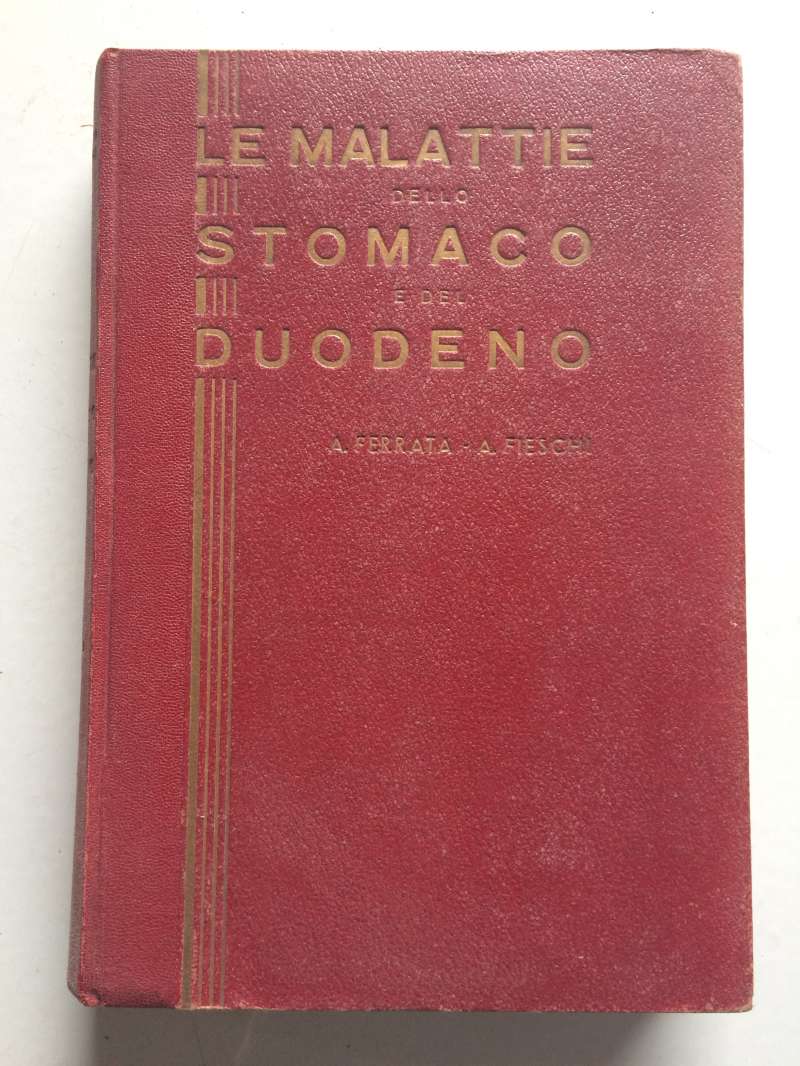 LE MALATTIE
DELLO
STOMACO
E DEL
DUODENO
A. FERRATA - A. FIESCHI